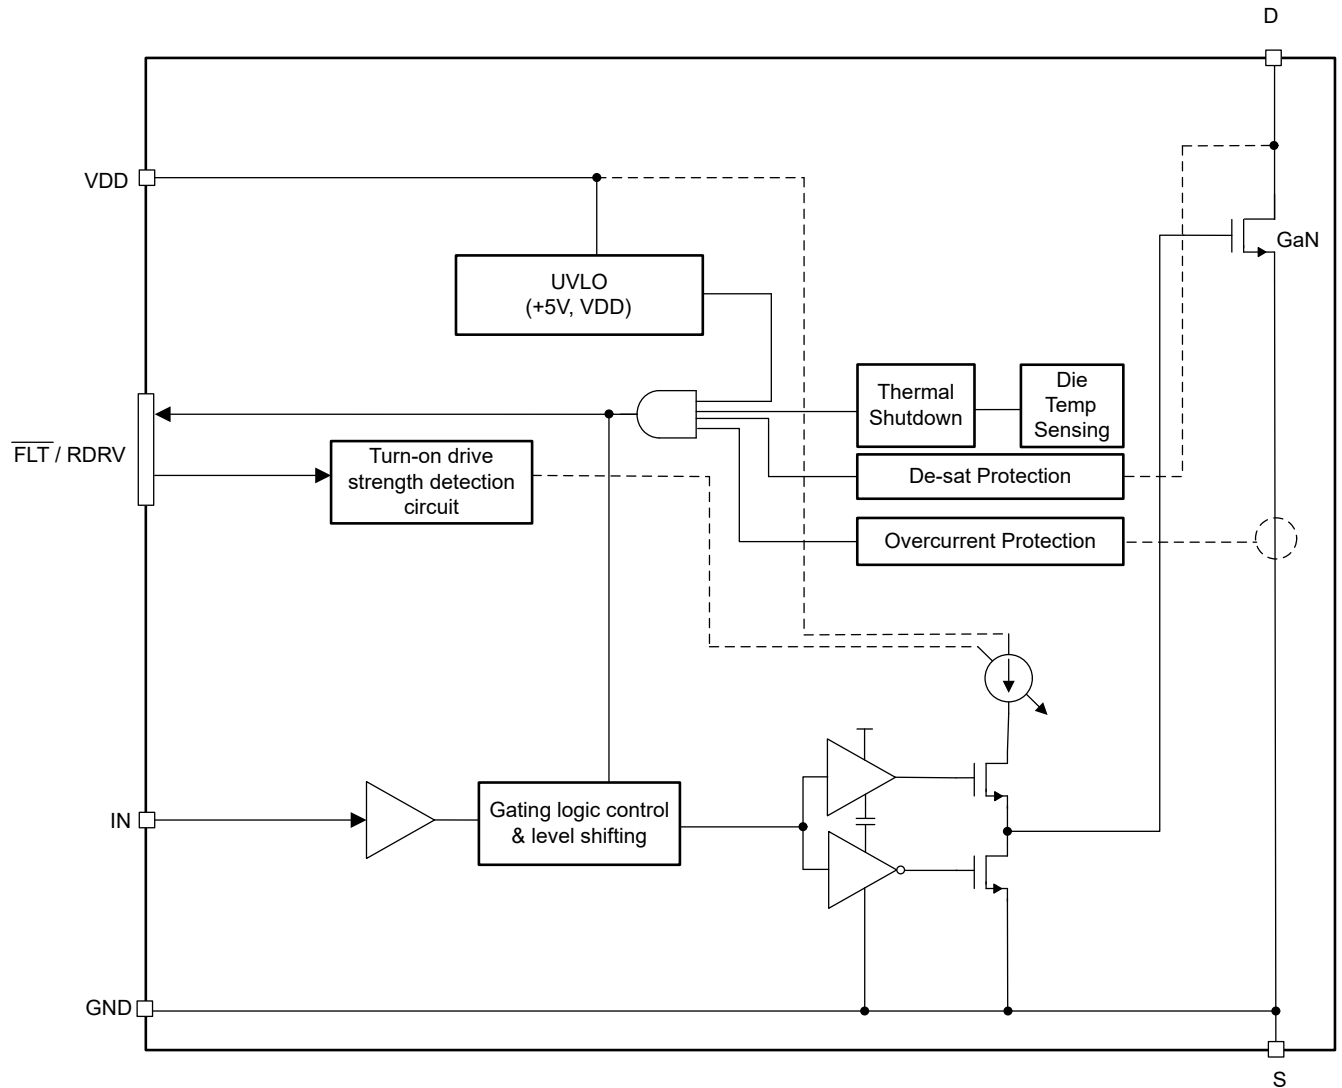 D
VDD
GaN
UVLO
(+5V, VDD)
Thermal
Shutdown
Die
Temp
Sensing
FLT / RDRV
Turn-on drive
strength detection
circuit
De-sat Protection
Overcurrent Protection
IN
Gating logic control
& level shifting
GND
S